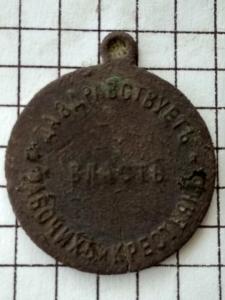 ДА ЗДРАВСТВУЕТЪ
ВЛАСТЬ
РАБОЧИХЪ И КРЕСТЬЯНЪ